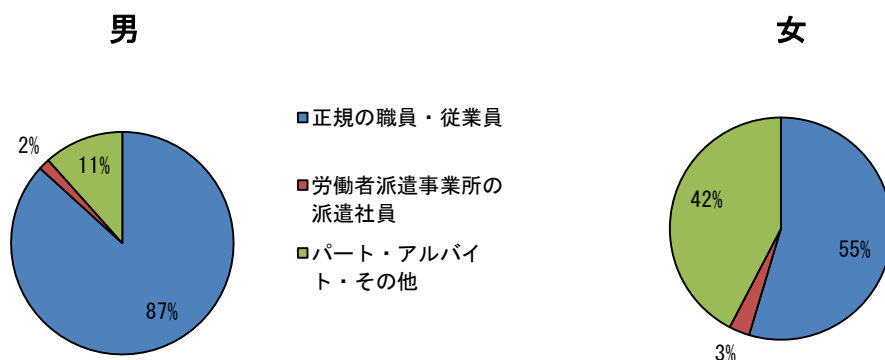 男
女
2%
11%
87%
正規の職員・従業員
労働者派遣事業所の
派遣社員
パート・アルバイ
ト・その他
42%
55%
3%